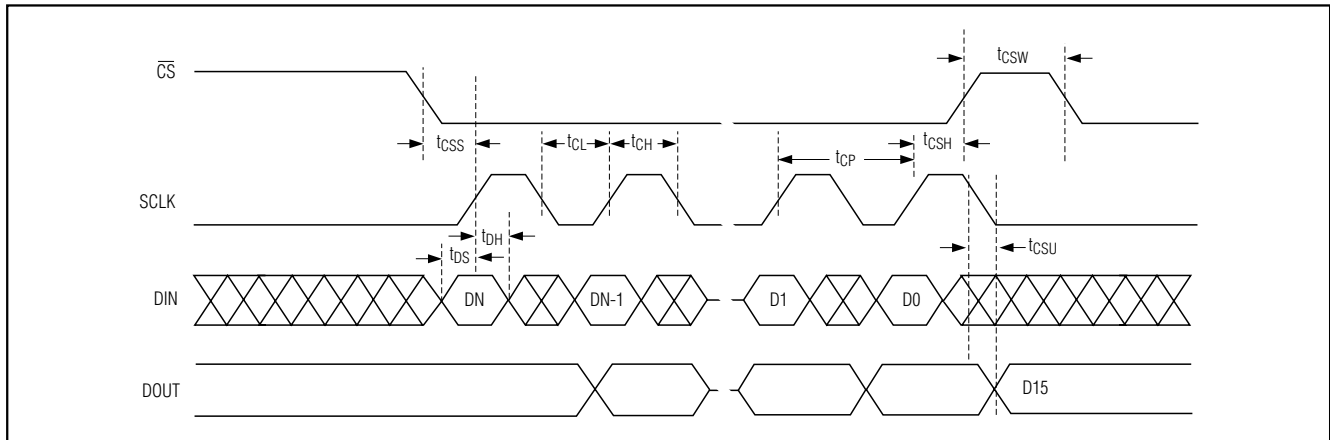 CS
tCSW
tCSS
tCL
tCH
tCP
tCSH
SCLK
tDH
tDS
tCSU
DIN
DN
DN-1
D1
D0
DOUT
D15